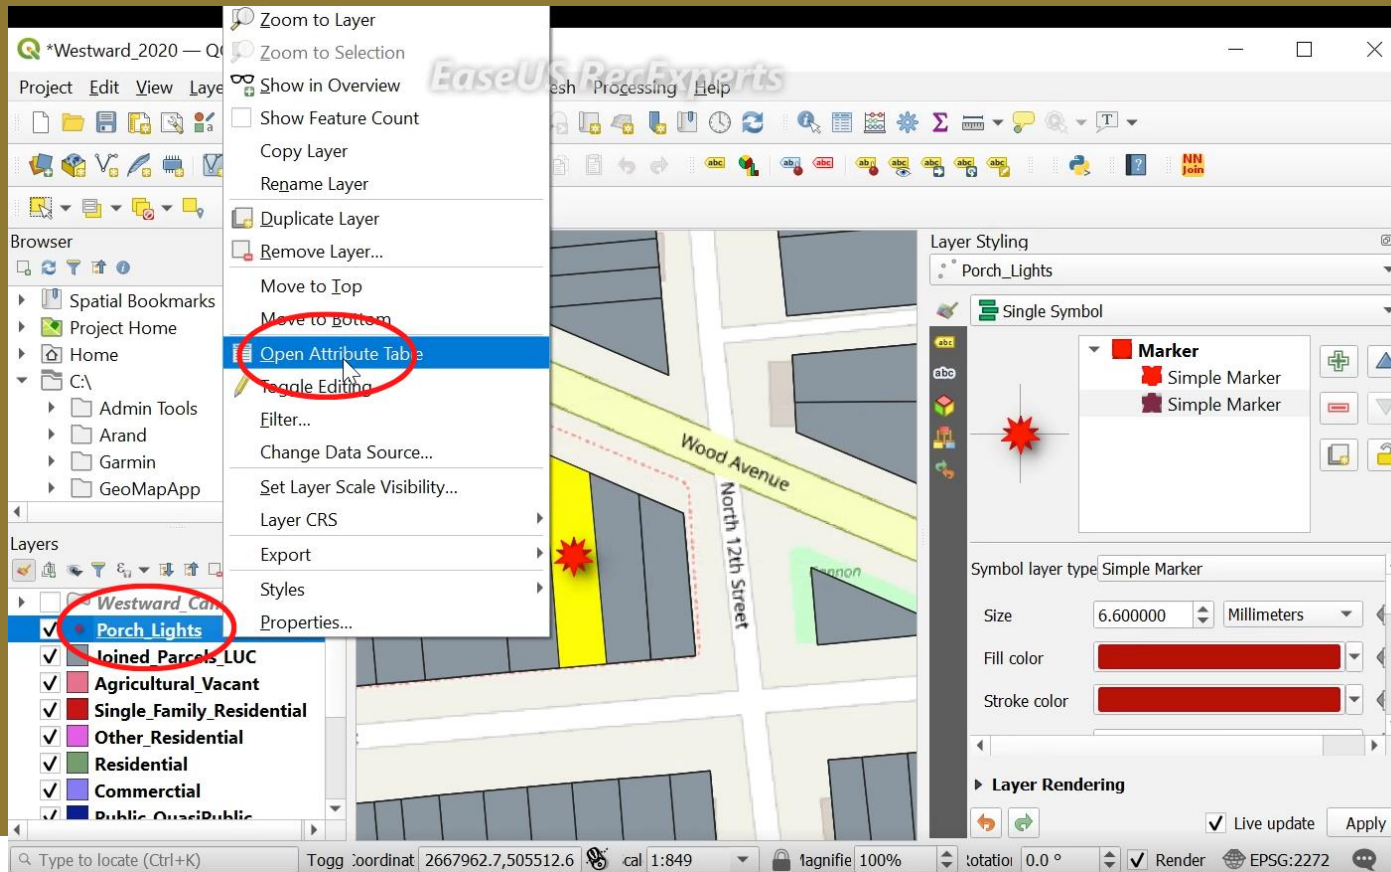 *Westward_2020 — Q
Project Edit View Laye
esh Processing Help
EaseUS RecExperts
Zoom to Layer
Zoom to Selection
Show in Overview
Show Feature Count
Copy Layer
Rename Layer
Duplicate Layer
Remove Layer...
Move to Top
Move to Bottom
Open Attribute Table
Toggle Editing
Filter...
Change Data Source...
Set Layer Scale Visibility...
Layer CRS
Export
Styles
Properties...
NN
Join
Browser
Spatial Bookmarks
Project Home
Home
C:\
Admin Tools
Arand
Garmin
GeoMapApp
Layers
Westward_Can
Porch_Lights
Joined_Parcels_LUC
Agricultural_Vacant
Single_Family_Residential
Other_Residential
Residential
Commerctial
Public_QuasiPublic
Wood Avenue
North 12th Street
Layer Styling
Porch_Lights
Single Symbol
Marker
Simple Marker
Simple Marker
Symbol layer type Simple Marker
Size 6.600000 Millimeters
Fill color
Stroke color
Layer Rendering
Live update Apply
Type to locate (Ctrl+K) Togg oordinat 2667962.7,505512.6 cal 1:849 Magnifie 100% otatio 0.0 ° Render EPSG:2272